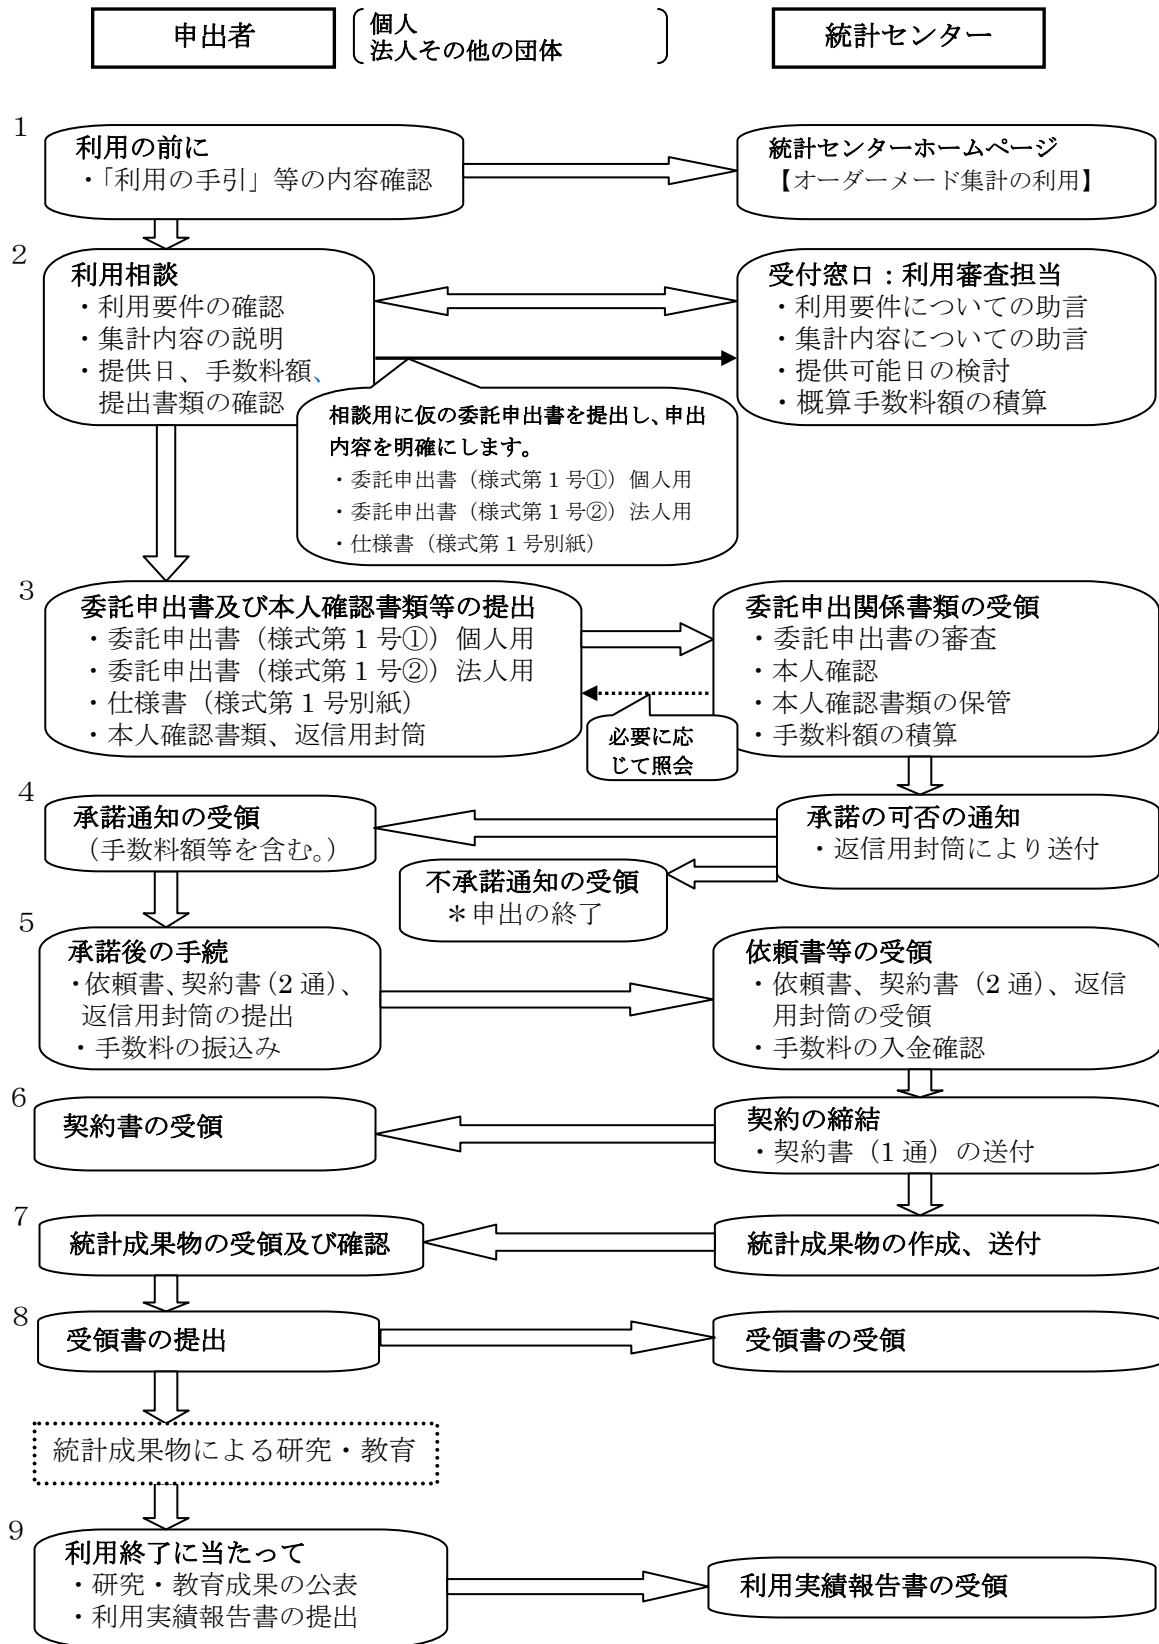 申出者
個人
法人その他の団体
統計センター
1
利用の前に
・「利用の手引」等の内容確認
統計センターホームページ
【オーダーメード集計の利用】
2
利用相談
・利用要件の確認
・集計内容の説明
・提供日、手数料額、
提出書類の確認
受付窓口：利用審査担当
・利用要件についての助言
・集計内容についての助言
・提供可能日の検討
・概算手数料額の積算
相談用に仮の委託申出書を提出し、申出
内容を明確にします。
・委託申出書（様式第１号①）個人用
・委託申出書（様式第１号②）法人用
・仕様書（様式第１号別紙）
3
委託申出書及び本人確認書類等の提出
・委託申出書（様式第１号①）個人用
・委託申出書（様式第１号②）法人用
・仕様書（様式第１号別紙）
・本人確認書類、返信用封筒
委託申出関係書類の受領
・委託申出書の審査
・本人確認
・本人確認書類の保管
・手数料額の積算
必要に応
じて照会
4
承諾通知の受領
（手数料額等を含む。）
承諾の可否の通知
・返信用封筒により送付
不承諾通知の受領
＊申出の終了
5
承諾後の手続
・依頼書、契約書（2 通）、
返信用封筒の提出
・手数料の振込み
依頼書等の受領
・依頼書、契約書（2 通）、返信
用封筒の受領
・手数料の入金確認
6
契約書の受領
契約の締結
・契約書（1 通）の送付
7
統計成果物の受領及び確認
統計成果物の作成、送付
8
受領書の提出
受領書の受領
統計成果物による研究・教育
9
利用終了に当たって
・研究・教育成果の公表
・利用実績報告書の提出
利用実績報告書の受領